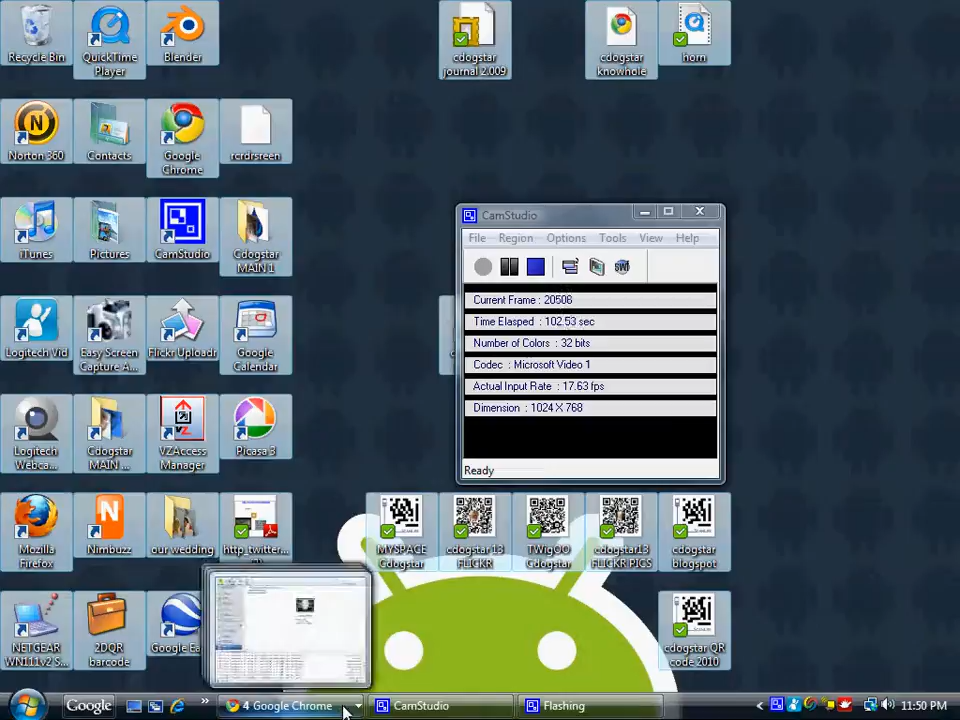 Recycle Bin
QuickTime
Player
Blender
cdogstar
journal 2.009
cdogstar
knowhole
horn
Norton 360
Contacts
Google
Chrome
rcrdrsreen
iTunes
Pictures
CamStudio
Cdogstar
MAIN 1
CamStudio
File Region Options Tools View Help
Current Frame : 20506
Time Elasped : 102.53 sec
Number of Colors : 32 bits
Codec : Microsoft Video 1
Actual Input Rate : 17.63 fps
Dimension : 1024 X 768
Ready
Logitech Vid
Easy Screen
Capture A...
Flickr Uploadr
Google
Calendar
Logitech
Webca...
Cdogstar
MAIN ...
VZAccess
Manager
Picasa 3
Mozilla
Firefox
Nimbuzz
our wedding
http_twitter...
MYSPACE
Cdogstar
cdogstar 13
FLICKR
TWigOO
Cdogstar
cdogstar13
FLICKR PICS
cdogstar
blogspot
NETGEAR
WN111v2 S...
2DQR
barcode
Google Ea
cdogstar QR
code 2010
Google
4 Google Chrome
CamStudio
Flashing
11:50 PM